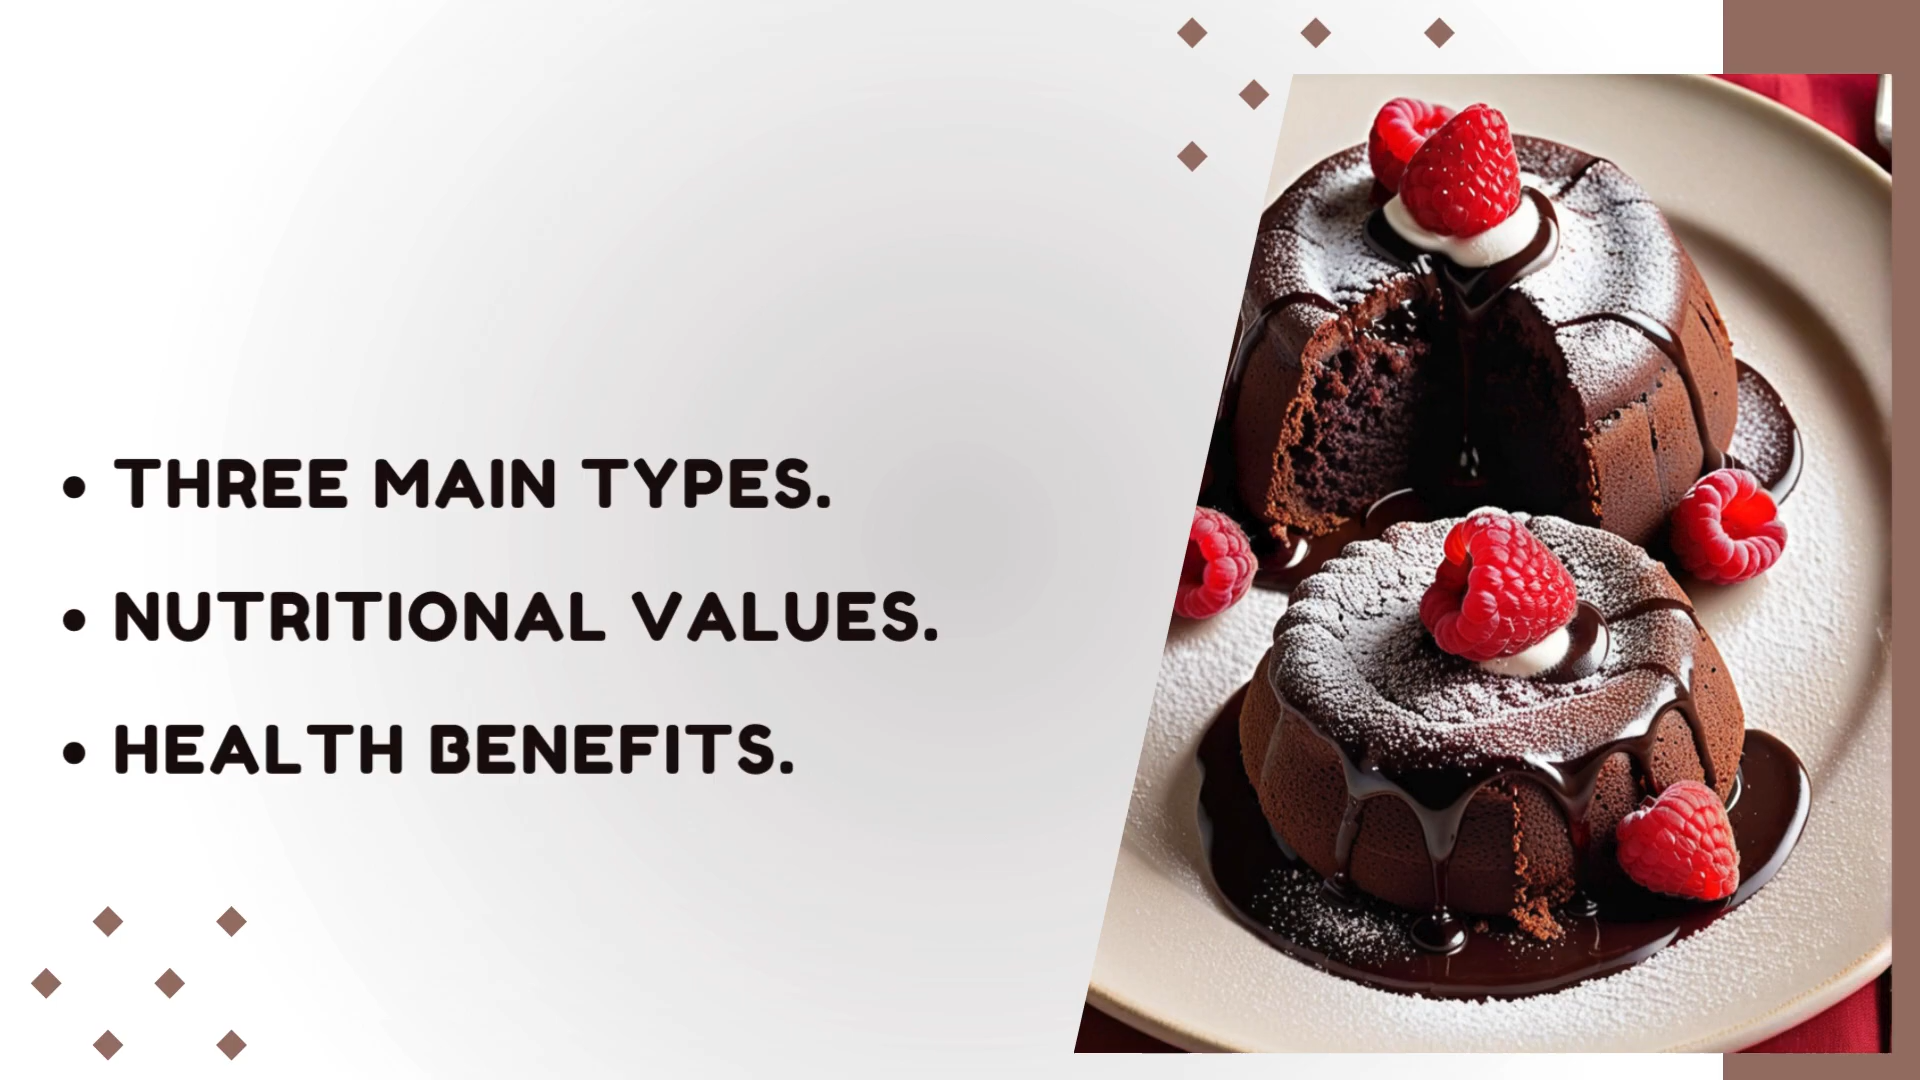 • THREE MAIN TYPES.
• NUTRITIONAL VALUES.
• HEALTH BENEFITS.